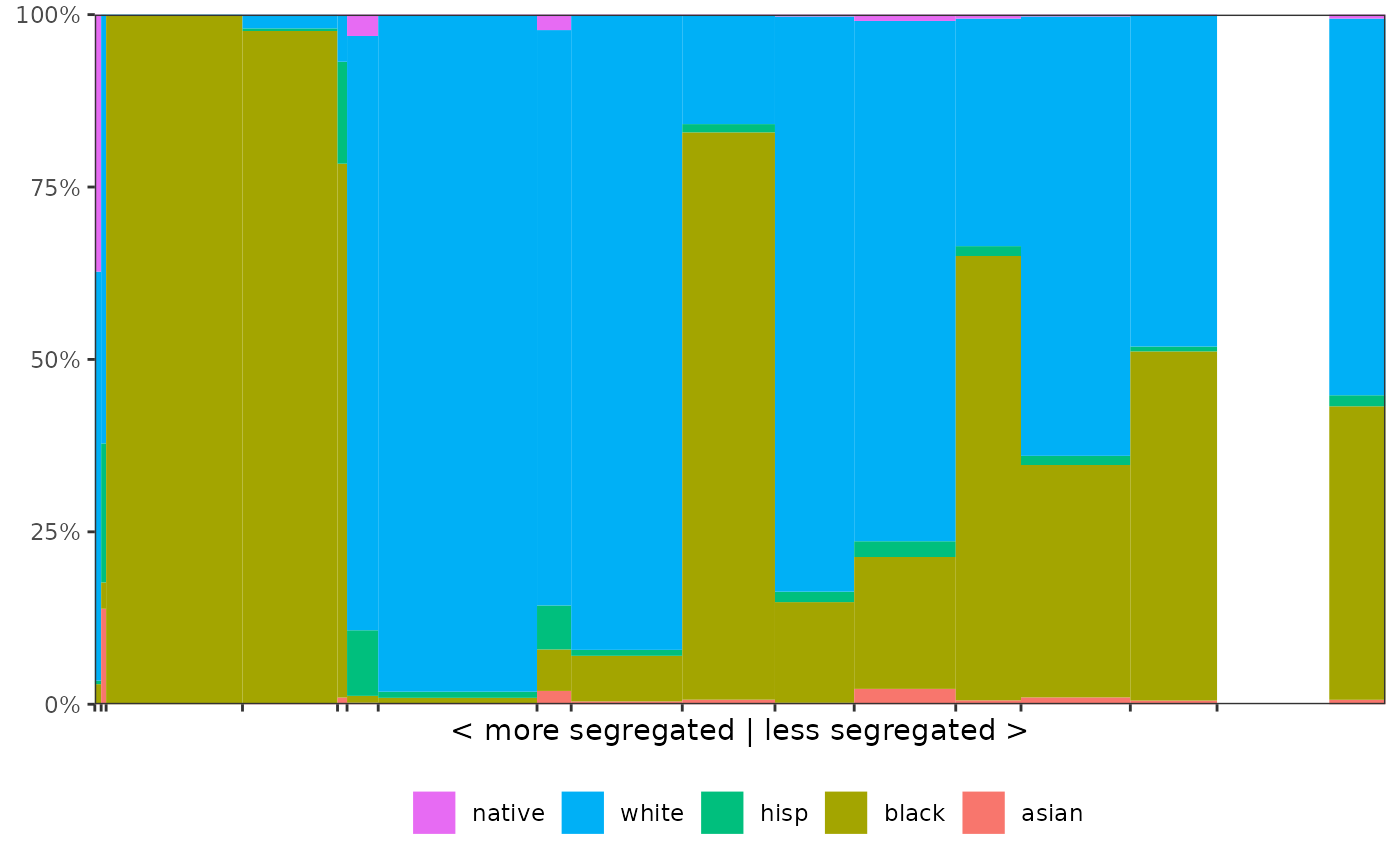 100%
75%
50%
25%
0%
< more segregated | less segregated >
native white hisp black asian